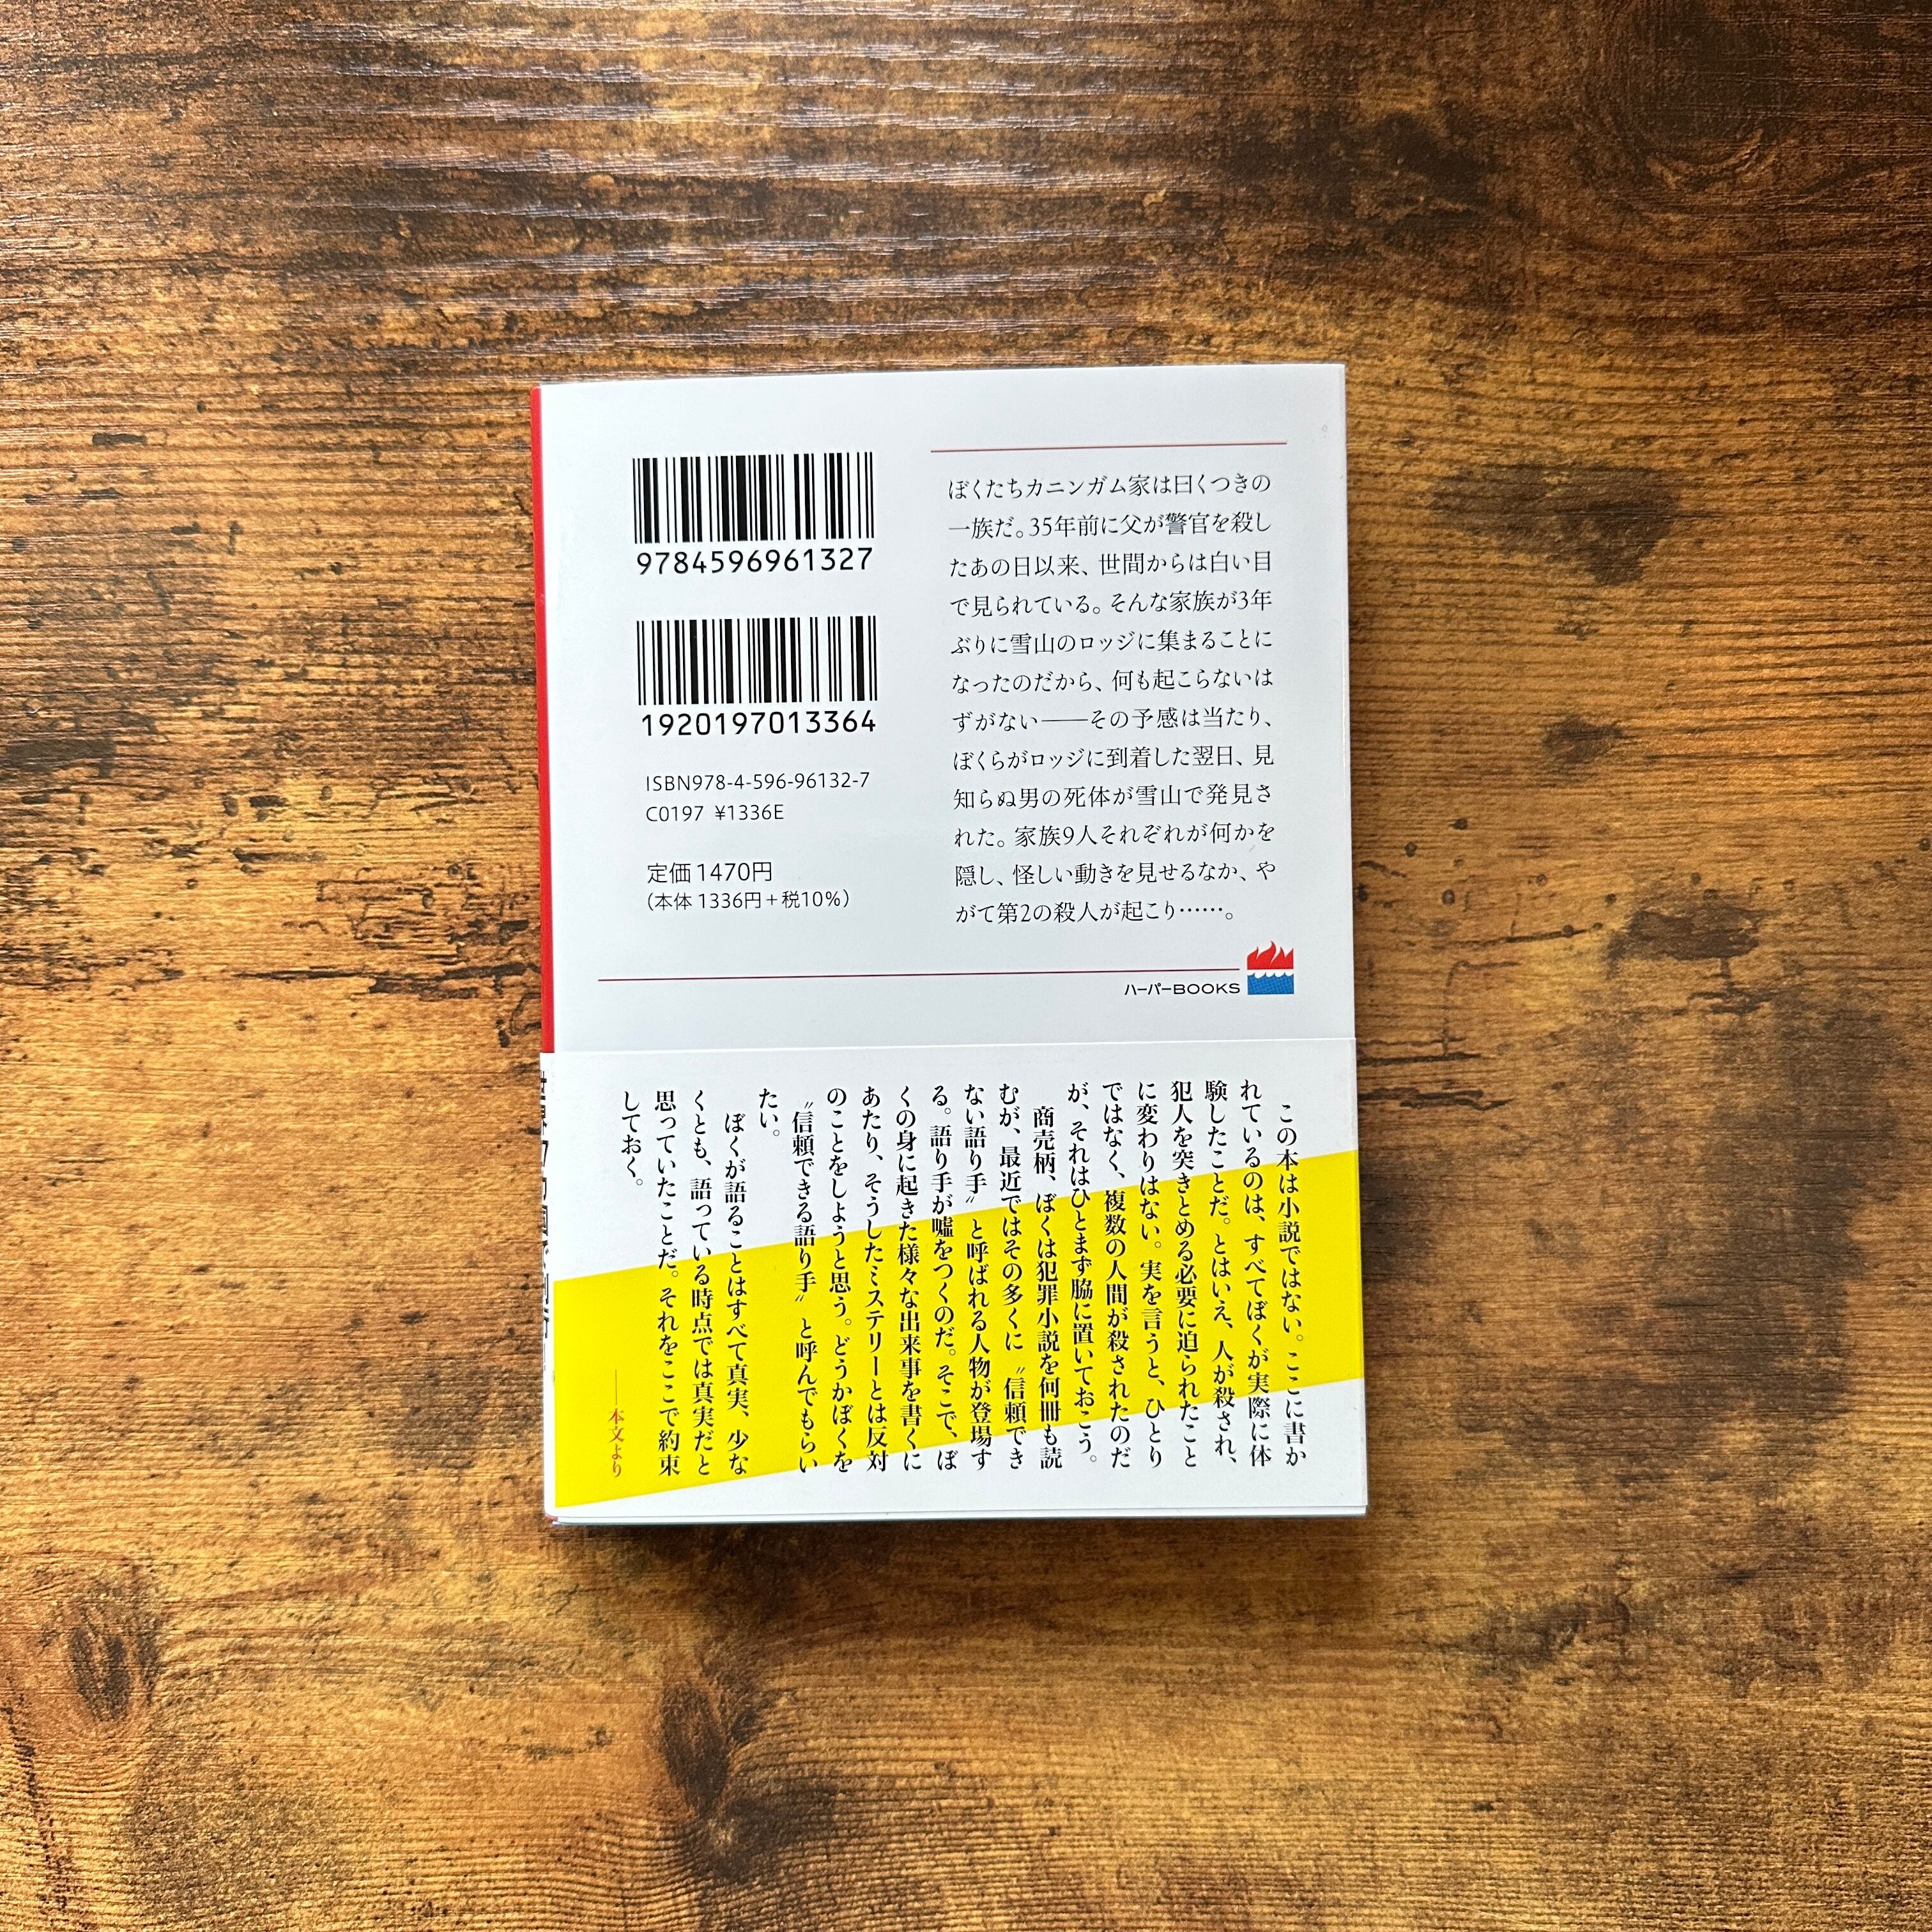 9784596961327
1920197013364
ISBN978-4-596-96132-7
C0197 ¥1336E
定価1470円
(本体 1336円+税10%)
ぼくたちカニンガム家は曰くつきの
一族だ。35年前に父が警官を殺し
たあの日以来、世間からは白い目
で見られている。そんな家族が3年
ぶりに雪山のロッジに集まることに
なったのだから、何も起こらないは
ずがない――その予感は当たり、
ぼくらがロッジに到着した翌日、見
知らぬ男の死体が雪山で発見さ
れた。家族9人それぞれが何かを
隠し、怪しい動きを見せるなか、や
がて第2の殺人が起こり……。
ハーパーBOOKS
この本は小説ではない。ここに書か
れているのは、すべてぼくが実際に体
験したことだ。とはいえ、人が殺され、
犯人を突きとめる必要に迫られたこと
に変わりはない。実を言うと、ひとり
ではなく、複数の人間が殺されたのだ
が、それはひとまず脇に置いておこう。
商売柄、ぼくは犯罪小説を何冊も読
むが、最近ではその多くに〝信頼でき
ない語り手〟と呼ばれる人物が登場す
る。語り手が嘘をつくのだ。そこで、ぼ
くの身に起きた様々な出来事を書くに
あたり、そうしたミステリーとは反対
のことをしようと思う。どうかぼくを
〝信頼できる語り手〟と呼んでもらい
たい。
ぼくが語ることはすべて真実、少な
くとも、語っている時点では真実だと
思っていたことだ。それをここで約束
しておく。
――本文より